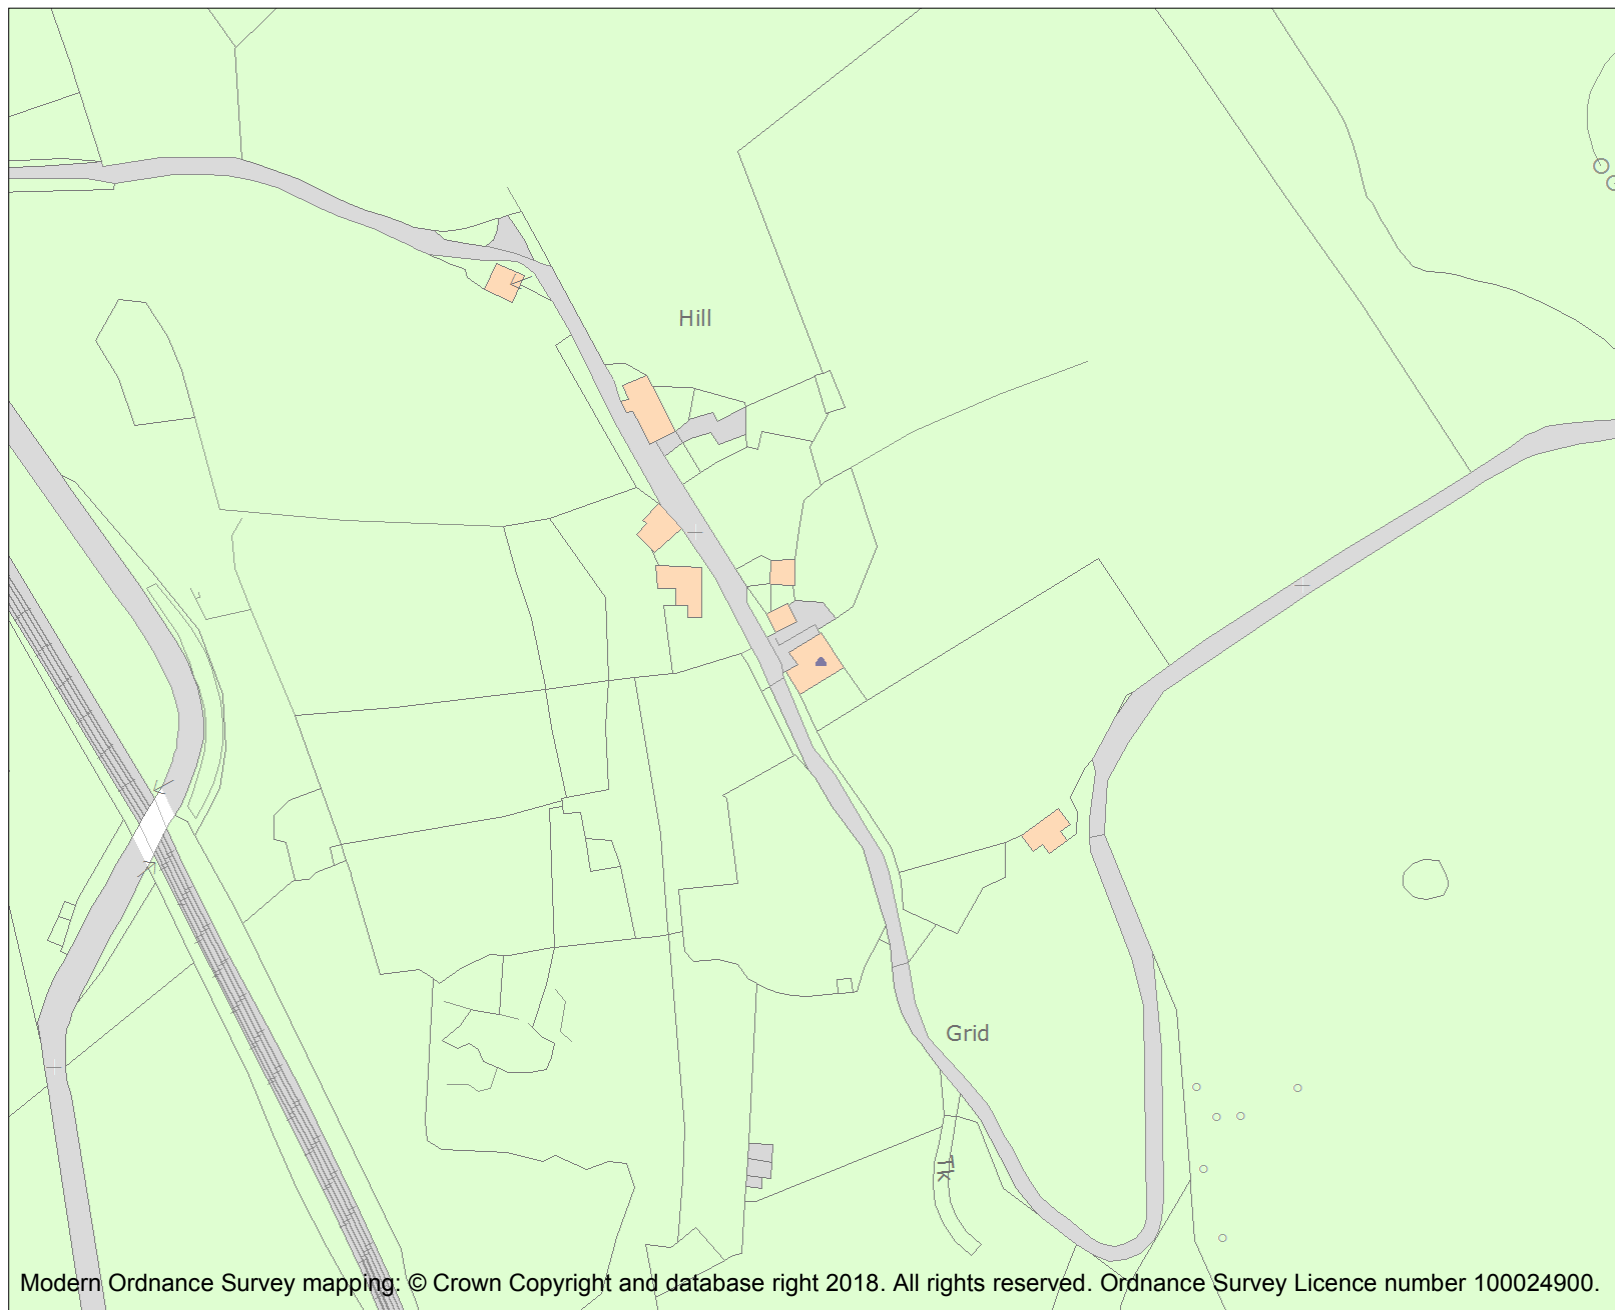 Hill
Grid
Tk
Modern Ordnance Survey mapping: © Crown Copyright and database right 2018. All rights reserved. Ordnance Survey Licence number 100024900.